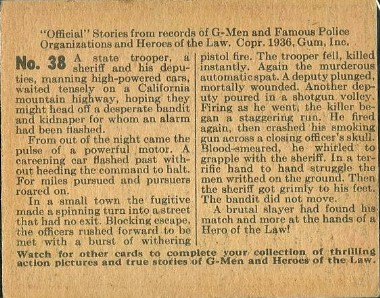 "Official" Stories from records of G-Men and Famous Police
Organizations and Heroes of the Law. Copr. 1936, Gum, Inc.
No. 38 A state trooper, a
sheriff and his depu-
ties, manning high-powered cars,
waited tensely on a California
mountain highway, hoping they
might head off a desperate bandit
and kidnaper for whom an alarm
had been flashed.
From out of the night came the
pulse of a powerful motor. A
careening car flashed past with-
out heeding the command to halt.
For miles pursued and pursuers
roared on.
In a small town the fugitive
made a spinning turn into a street
that had no exit. Blocking escape,
the officers rushed forward to be
met with a burst of withering
pistol fire. The trooper fell, killed
instantly. Again the murderous
automatic spat. A deputy plunged,
mortally wounded. Another dep-
uty poured in a shotgun volley.
Firing as he went, the killer be-
gan a staggering run. He fired
again, then crashed his smoking
gun across a closing officer's skull.
Blood-smeared, he whirled to
grapple with the sheriff. In a ter-
rific hand to hand struggle the
men writhed on the ground. Then
the sheriff got grimly to his feet.
The bandit did not move.
A brutal slayer had found his
match and more at the hands of a
Hero of the Law!
Watch for other cards to complete your collection of thrilling
action pictures and true stories of G-Men and Heroes of the Law.